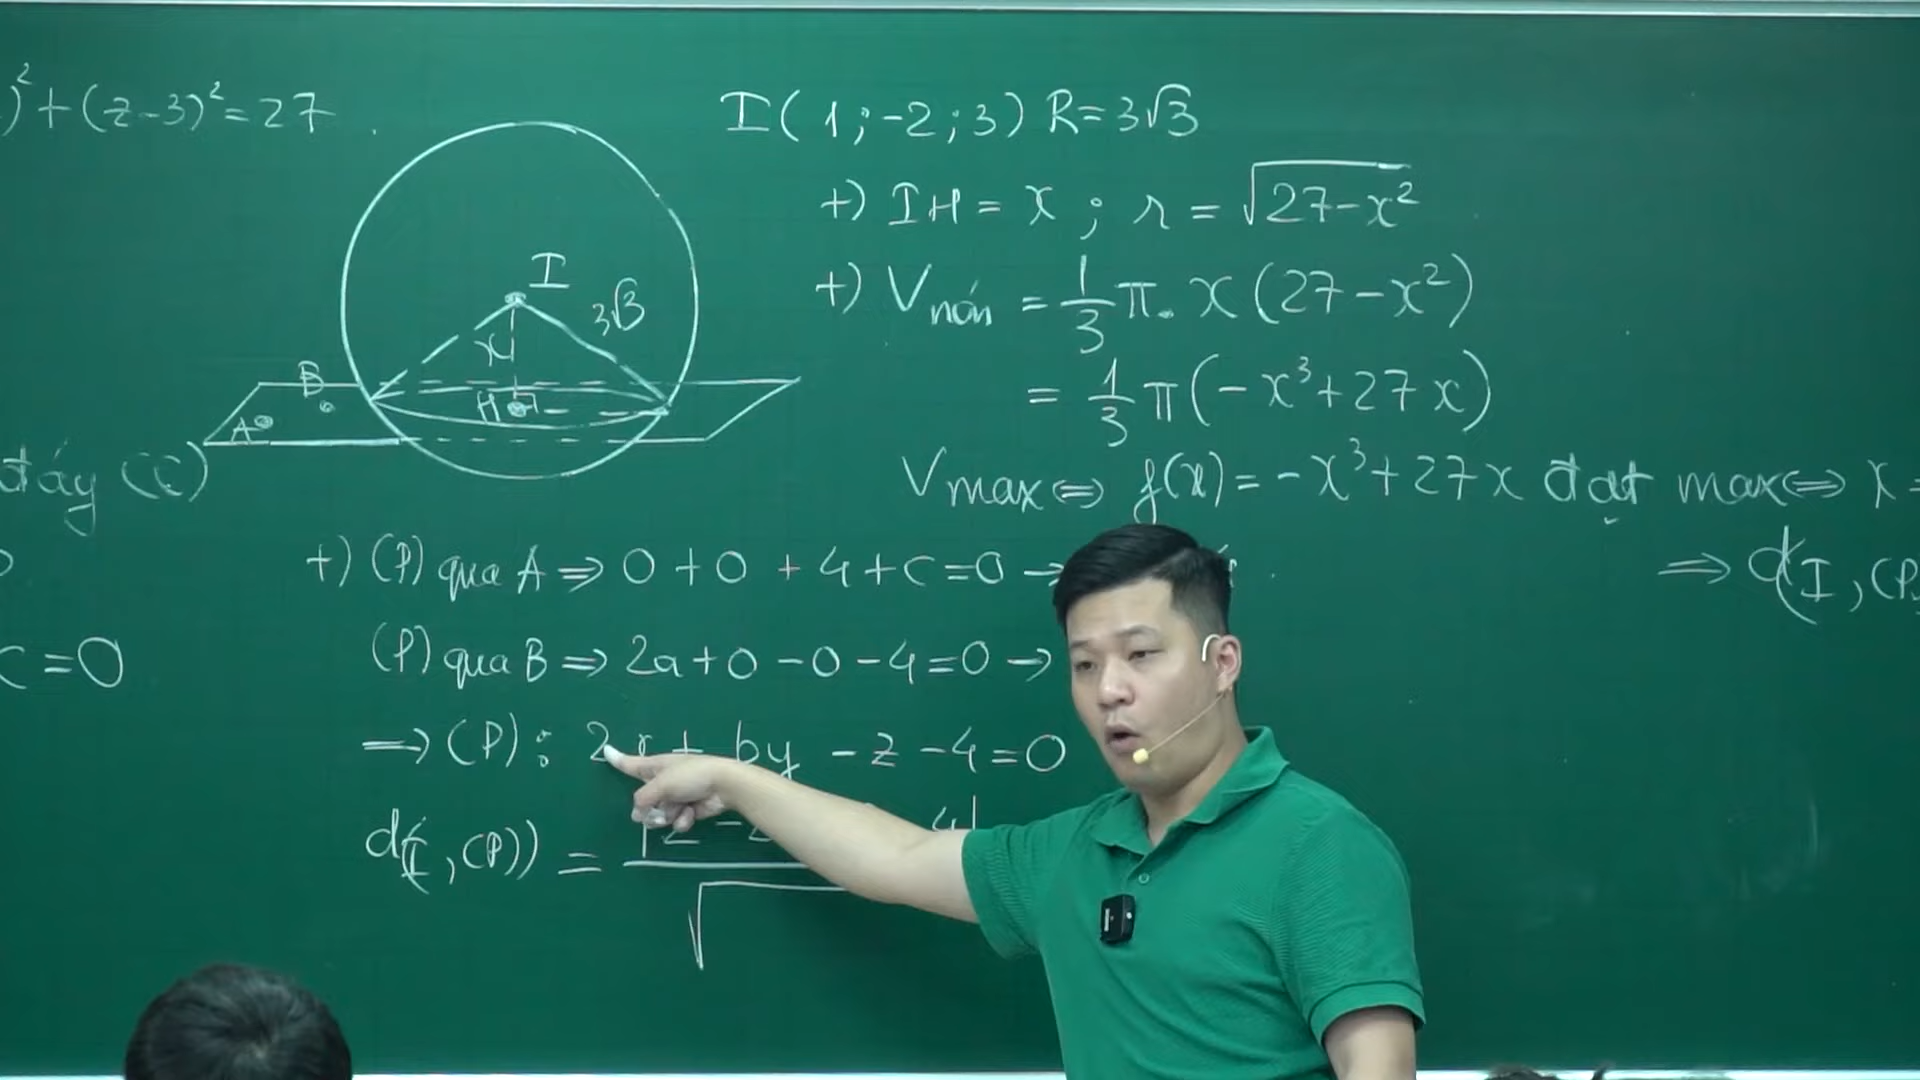 )² + (z-3)² = 27
I(1;-2;3) R=3√3
+) IH = x ; r = √(27-x²)
I
3√3
+) V nón = 1/3 π. x(27-x²)
x
B
H
A
= 1/3 π(-x³+27x)
đáy (C)
Vmax ⇔ f(x) = -x³+27x đạt max ⇔ x =
+) (P) qua A ⇒ 0 + 0 + 4 + c = 0 →
⇒ d(I, (P)
c = 0
(P) qua B ⇒ 2a + 0 - 0 - 4 = 0 →
→ (P) : 2x + by - z - 4 = 0
d(I, (P)) =
4|
√